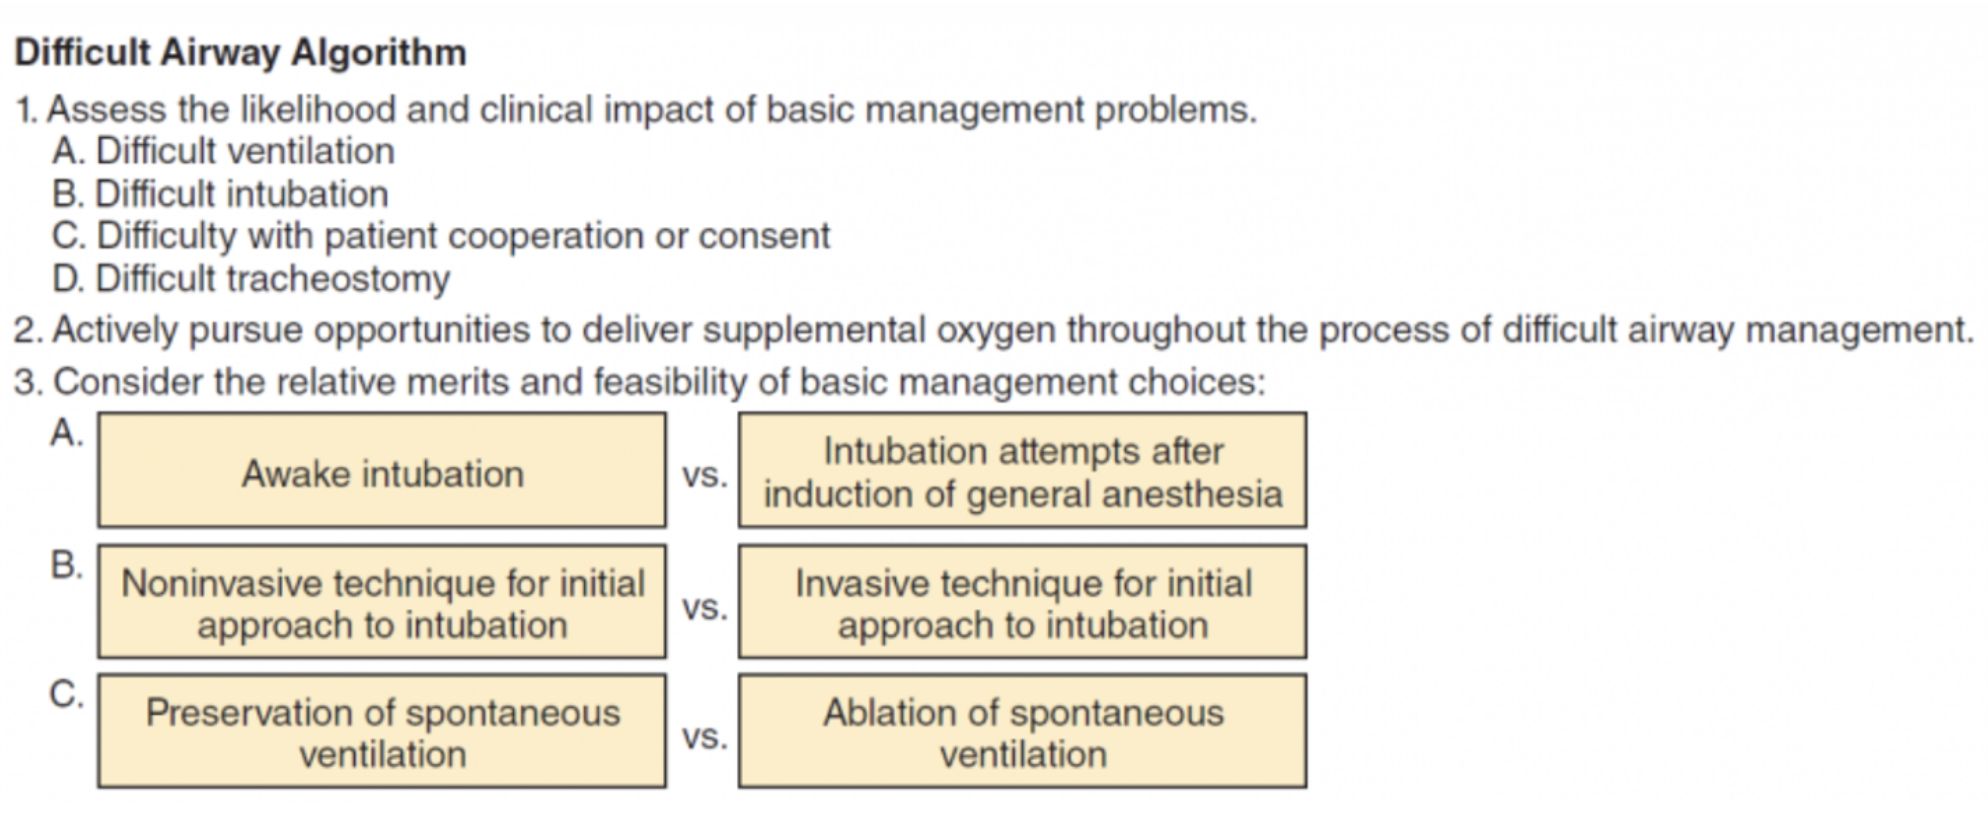 Difficult Airway Algorithm
1. Assess the likelihood and clinical impact of basic management problems.
A. Difficult ventilation
B. Difficult intubation
C. Difficulty with patient cooperation or consent
D. Difficult tracheostomy
2. Actively pursue opportunities to deliver supplemental oxygen throughout the process of difficult airway management.
3. Consider the relative merits and feasibility of basic management choices:
A.
Awake intubation
vs.
Intubation attempts after
induction of general anesthesia
B.
Noninvasive technique for initial
approach to intubation
vs.
Invasive technique for initial
approach to intubation
C.
Preservation of spontaneous
ventilation
vs.
Ablation of spontaneous
ventilation